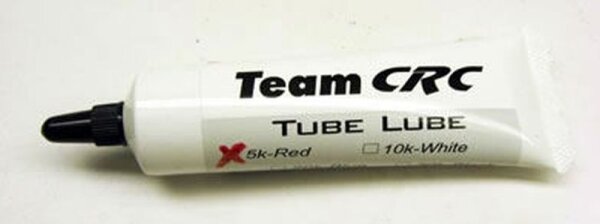 Team CRC
TUBE LUBE
5k-Red 10k-White